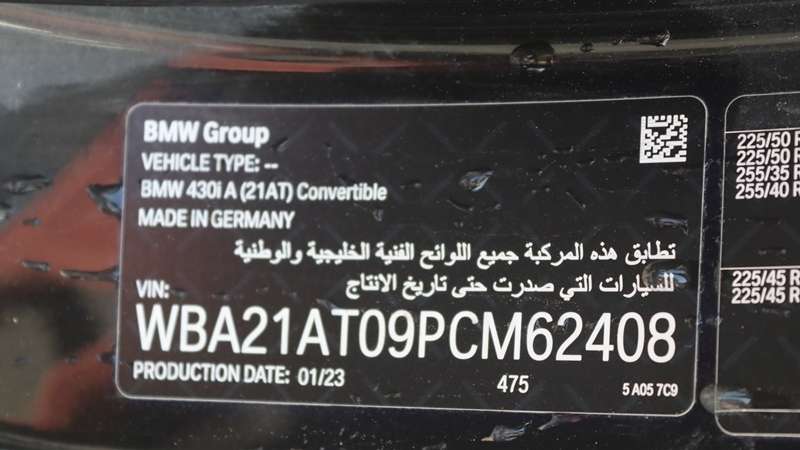 BMW Group
VEHICLE TYPE: --
BMW 430i A (21AT) Convertible
MADE IN GERMANY
تطابق هذه المركبة جميع اللوائح الفنية الخليجية والوطنية
للسيارات التي صدرت حتى تاريخ الانتاج
VIN:
WBA21AT09PCM62408
PRODUCTION DATE: 01/23
475
5 A05 7C9
225/50 R
225/50 R
255/35 R
255/40 R
225/45 R
225/45 R